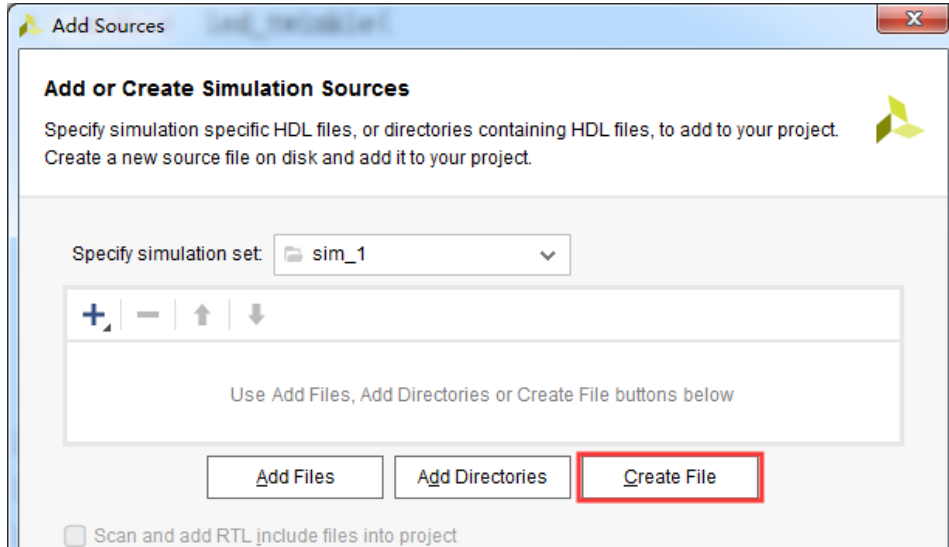 Add Sources
Add or Create Simulation Sources
Specify simulation specific HDL files, or directories containing HDL files, to add to your project.
Create a new source file on disk and add it to your project.
Specify simulation set: sim_1
Use Add Files, Add Directories or Create File buttons below
Add Files Add Directories Create File
Scan and add RTL include files into project